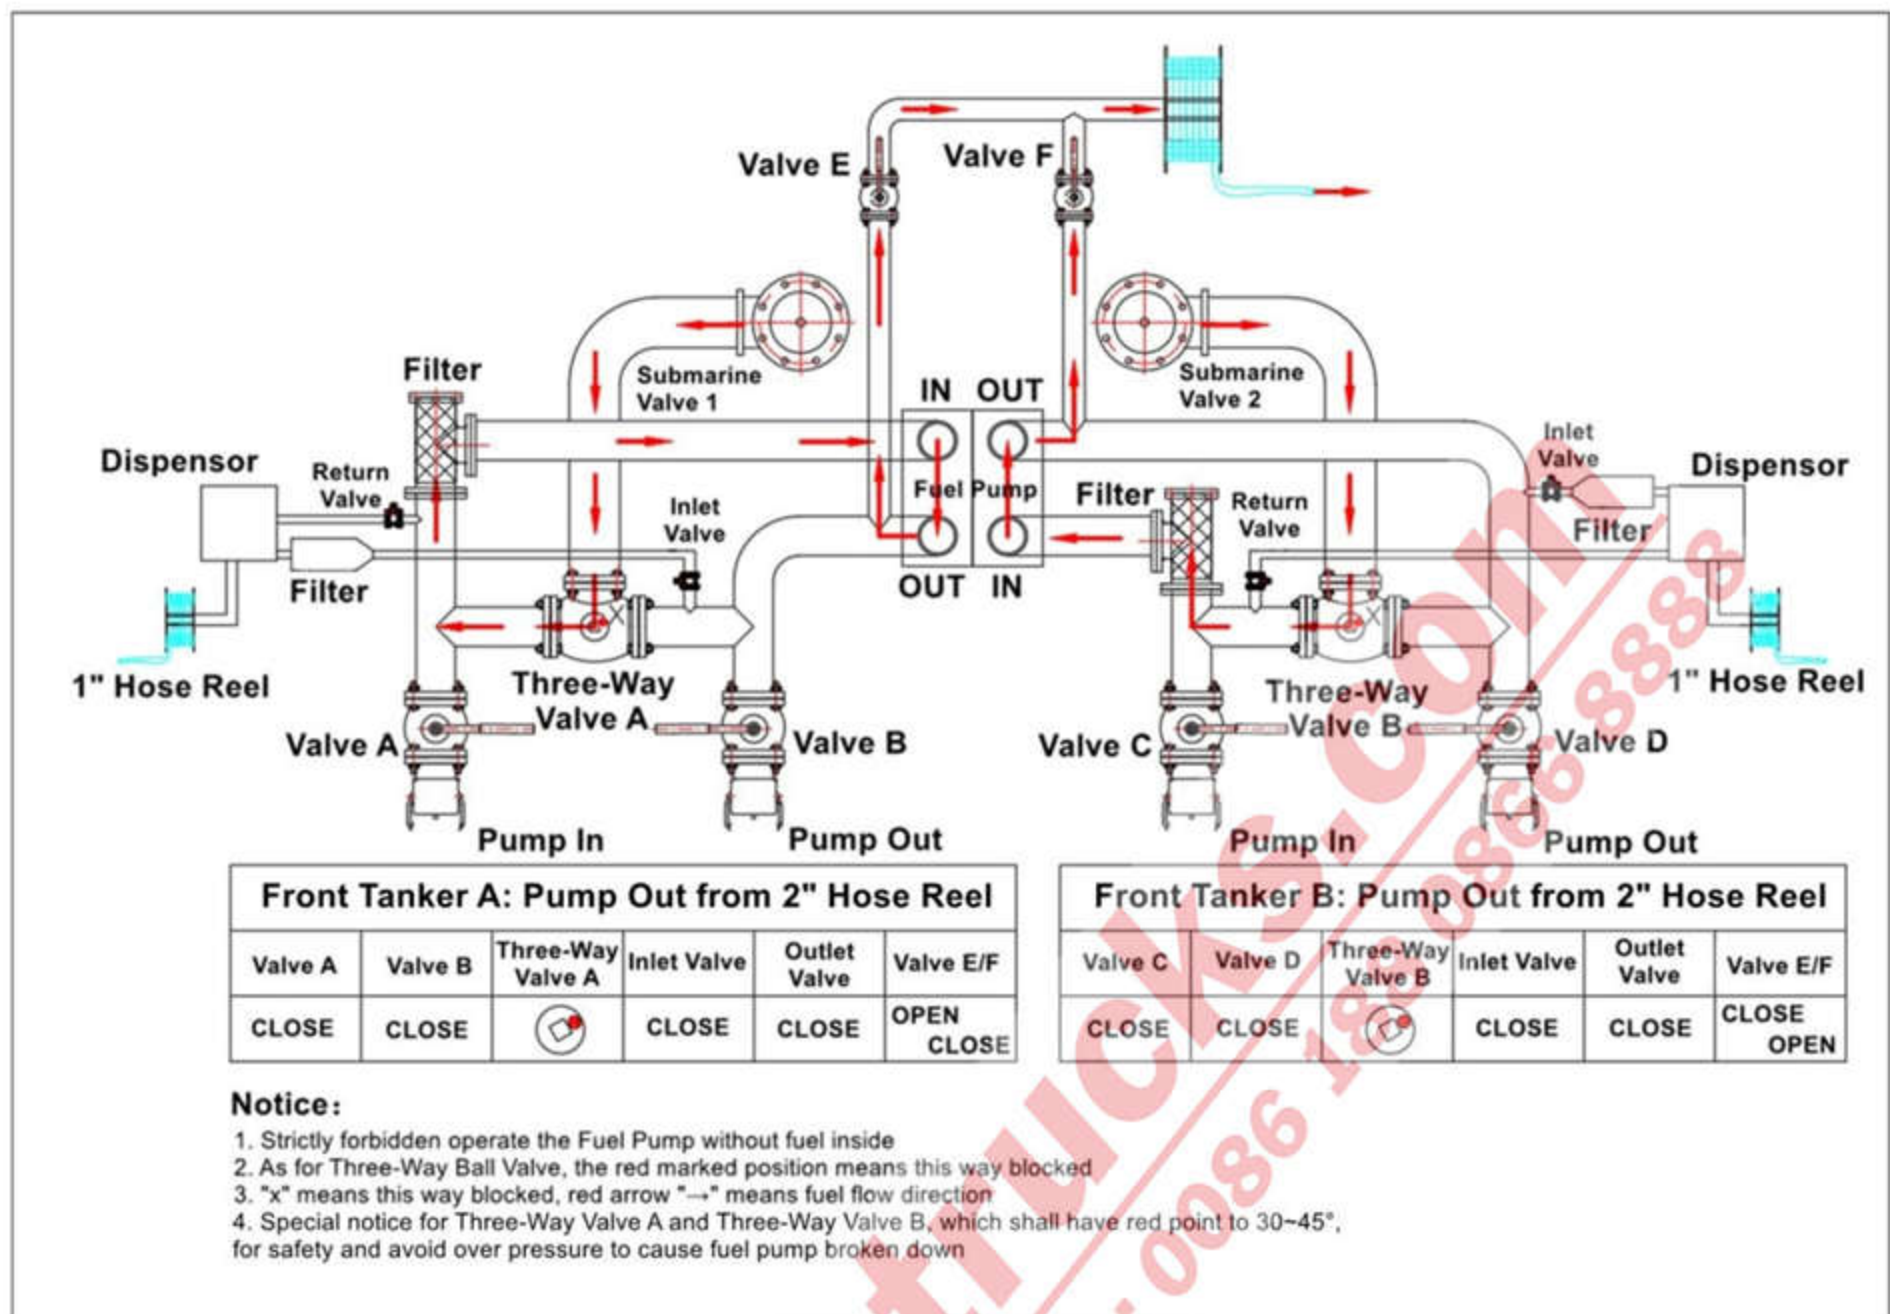 Valve E
Valve F
Filter
Submarine
Valve 1
IN OUT
Submarine
Valve 2
Dispensor
Return
Valve
Inlet
Valve
Fuel Pump
Filter
Return
Valve
Inlet
Valve
Dispensor
Filter
Filter
OUT IN
1" Hose Reel
Three-Way
Valve A
Three-Way
Valve B
1" Hose Reel
Valve A
Valve B
Valve C
Valve D
X
X
Pump In
Pump Out
Pump In
Pump Out
Front Tanker A: Pump Out from 2" Hose Reel
Valve A
Valve B
Three-Way
Valve A
Inlet Valve
Outlet
Valve
Valve E/F
CLOSE
CLOSE
CLOSE
CLOSE
OPEN
CLOSE
Front Tanker B: Pump Out from 2" Hose Reel
Valve C
Valve D
Three-Way
Valve B
Inlet Valve
Outlet
Valve
Valve E/F
CLOSE
CLOSE
CLOSE
CLOSE
CLOSE
OPEN
Notice:
1. Strictly forbidden operate the Fuel Pump without fuel inside
2. As for Three-Way Ball Valve, the red marked position means this way blocked
3. "x" means this way blocked, red arrow "→" means fuel flow direction
4. Special notice for Three-Way Valve A and Three-Way Valve B, which shall have red point to 30~45°,
for safety and avoid over pressure to cause fuel pump broken down
trucks.com
: 0086 183 0866 8888